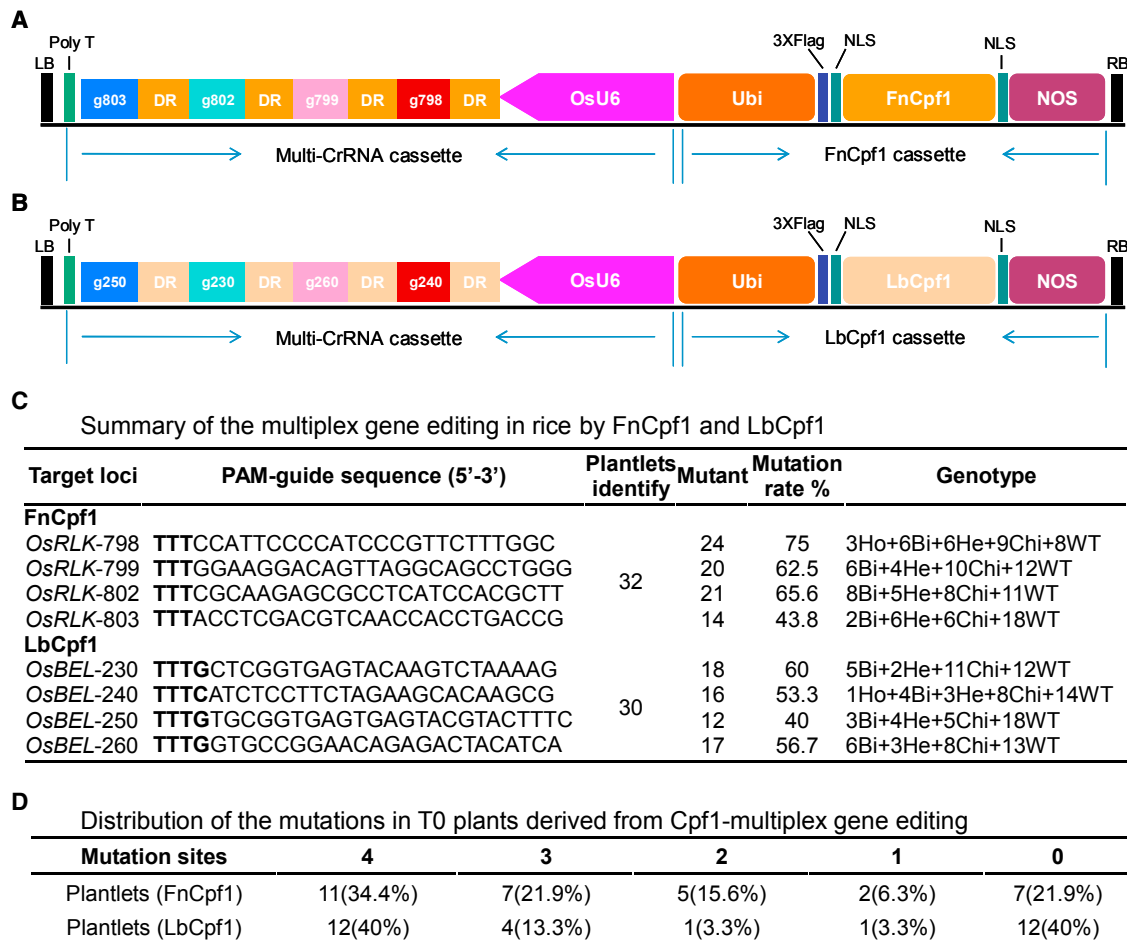 A
Poly T
3XFlag NLS
NLS
LB
RB
g803 DR g802 DR g799 DR g798 DR OsU6 Ubi FnCpf1 NOS
Multi-CrRNA cassette FnCpf1 cassette
B
Poly T
3XFlag NLS
NLS
LB
RB
g250 DR g230 DR g260 DR g240 DR OsU6 Ubi LbCpf1 NOS
Multi-CrRNA cassette LbCpf1 cassette
C
Summary of the multiplex gene editing in rice by FnCpf1 and LbCpf1
Target loci PAM-guide sequence (5’-3’) Plantlets identify Mutant Mutation rate % Genotype
FnCpf1
OsRLK-798 TTTCCATTCCCCATCCCGTTCTTTGGC 24 75 3Ho+6Bi+6He+9Chi+8WT
OsRLK-799 TTTGGAAGGACAGTTAGGCAGCCTGGG 20 62.5 6Bi+4He+10Chi+12WT
32
OsRLK-802 TTTCGCAAGAGCGCCTCATCCACGCTT 21 65.6 8Bi+5He+8Chi+11WT
OsRLK-803 TTTACCTCGACGTCAACCACCTGACCG 14 43.8 2Bi+6He+6Chi+18WT
LbCpf1
OsBEL-230 TTTGCTCGGTGAGTACAAGTCTAAAAG 18 60 5Bi+2He+11Chi+12WT
OsBEL-240 TTTCATCTCCTTCTAGAAGCACAAGCG 16 53.3 1Ho+4Bi+3He+8Chi+14WT
30
OsBEL-250 TTTGTGCGGTGAGTGAGTACGTACTTTC 12 40 3Bi+4He+5Chi+18WT
OsBEL-260 TTTGGTGCCGGAACAGAGACTACATCA 17 56.7 6Bi+3He+8Chi+13WT
D
Distribution of the mutations in T0 plants derived from Cpf1-multiplex gene editing
Mutation sites 4 3 2 1 0
Plantlets (FnCpf1) 11(34.4%) 7(21.9%) 5(15.6%) 2(6.3%) 7(21.9%)
Plantlets (LbCpf1) 12(40%) 4(13.3%) 1(3.3%) 1(3.3%) 12(40%)